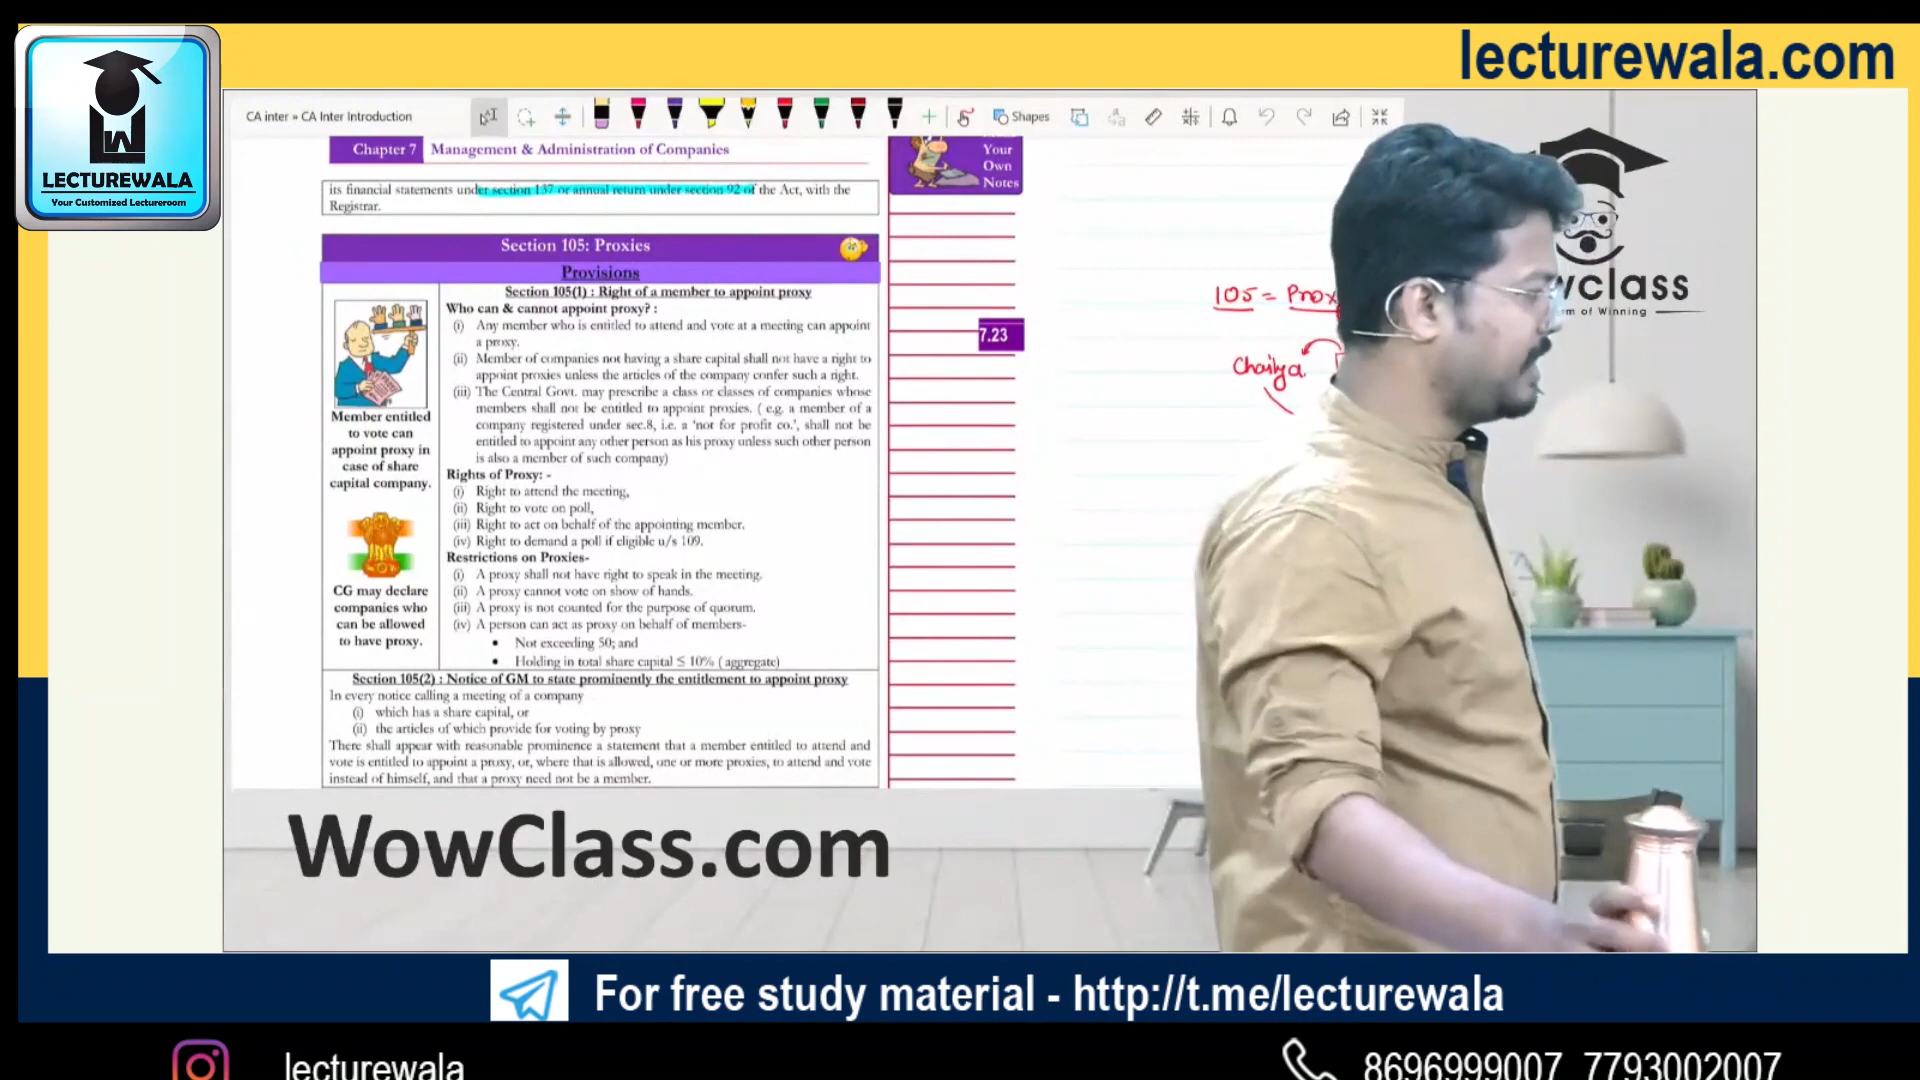 lecturewala.com
LW
LECTUREWALA
Your Customized Lectureroom
CA inter » CA Inter Introduction
Shapes
Chapter 7 Management & Administration of Companies
Your
Own
Notes
its financial statements under section 137 or annual return under section 92 of the Act, with the
Registrar.
Section 105: Proxies
Provisions
Section 105(1) : Right of a member to appoint proxy
Who can & cannot appoint proxy? :
(i) Any member who is entitled to attend and vote at a meeting can appoint
a proxy.
(ii) Member of companies not having a share capital shall not have a right to
appoint proxies unless the articles of the company confer such a right.
(iii) The Central Govt. may prescribe a class or classes of companies whose
members shall not be entitled to appoint proxies. ( e.g. a member of a
company registered under sec.8, i.e. a 'not for profit co.', shall not be
entitled to appoint any other person as his proxy unless such other person
is also a member of such company)
Rights of Proxy: -
(i) Right to attend the meeting,
(ii) Right to vote on poll,
(iii) Right to act on behalf of the appointing member.
(iv) Right to demand a poll if eligible u/s 109.
Restrictions on Proxies-
(i) A proxy shall not have right to speak in the meeting.
(ii) A proxy cannot vote on show of hands.
(iii) A proxy is not counted for the purpose of quorum.
(iv) A person can act as proxy on behalf of members-
• Not exceeding 50; and
• Holding in total share capital ≤ 10% ( aggregate)
Member entitled
to vote can
appoint proxy in
case of share
capital company.
CG may declare
companies who
can be allowed
to have proxy.
Section 105(2) : Notice of GM to state prominently the entitlement to appoint proxy
In every notice calling a meeting of a company
(i) which has a share capital, or
(ii) the articles of which provide for voting by proxy
There shall appear with reasonable prominence a statement that a member entitled to attend and
vote is entitled to appoint a proxy, or, where that is allowed, one or more proxies, to attend and vote
instead of himself, and that a proxy need not be a member.
7.23
105 = Prox
wclass
m of Winning
WowClass.com
For free study material - http://t.me/lecturewala
lecturewala
8696999007 7793002007